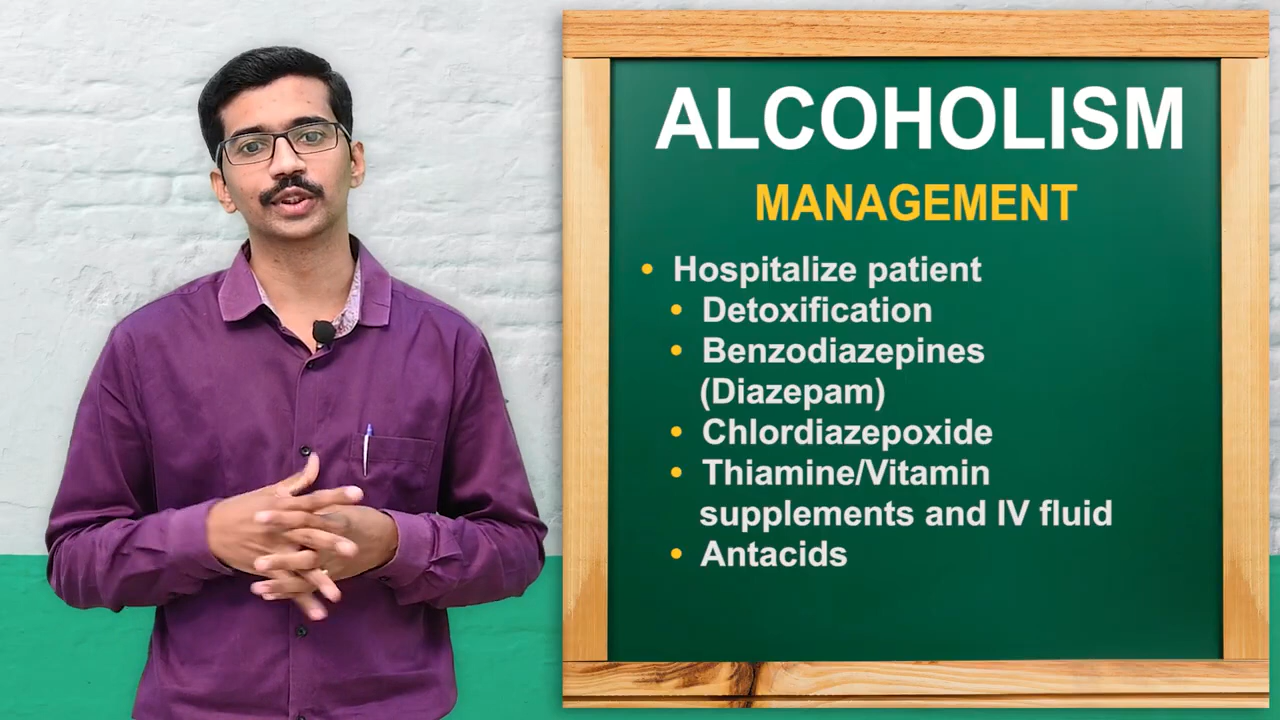 ALCOHOLISM
MANAGEMENT
• Hospitalize patient
• Detoxification
• Benzodiazepines
(Diazepam)
• Chlordiazepoxide
• Thiamine/Vitamin
supplements and IV fluid
• Antacids